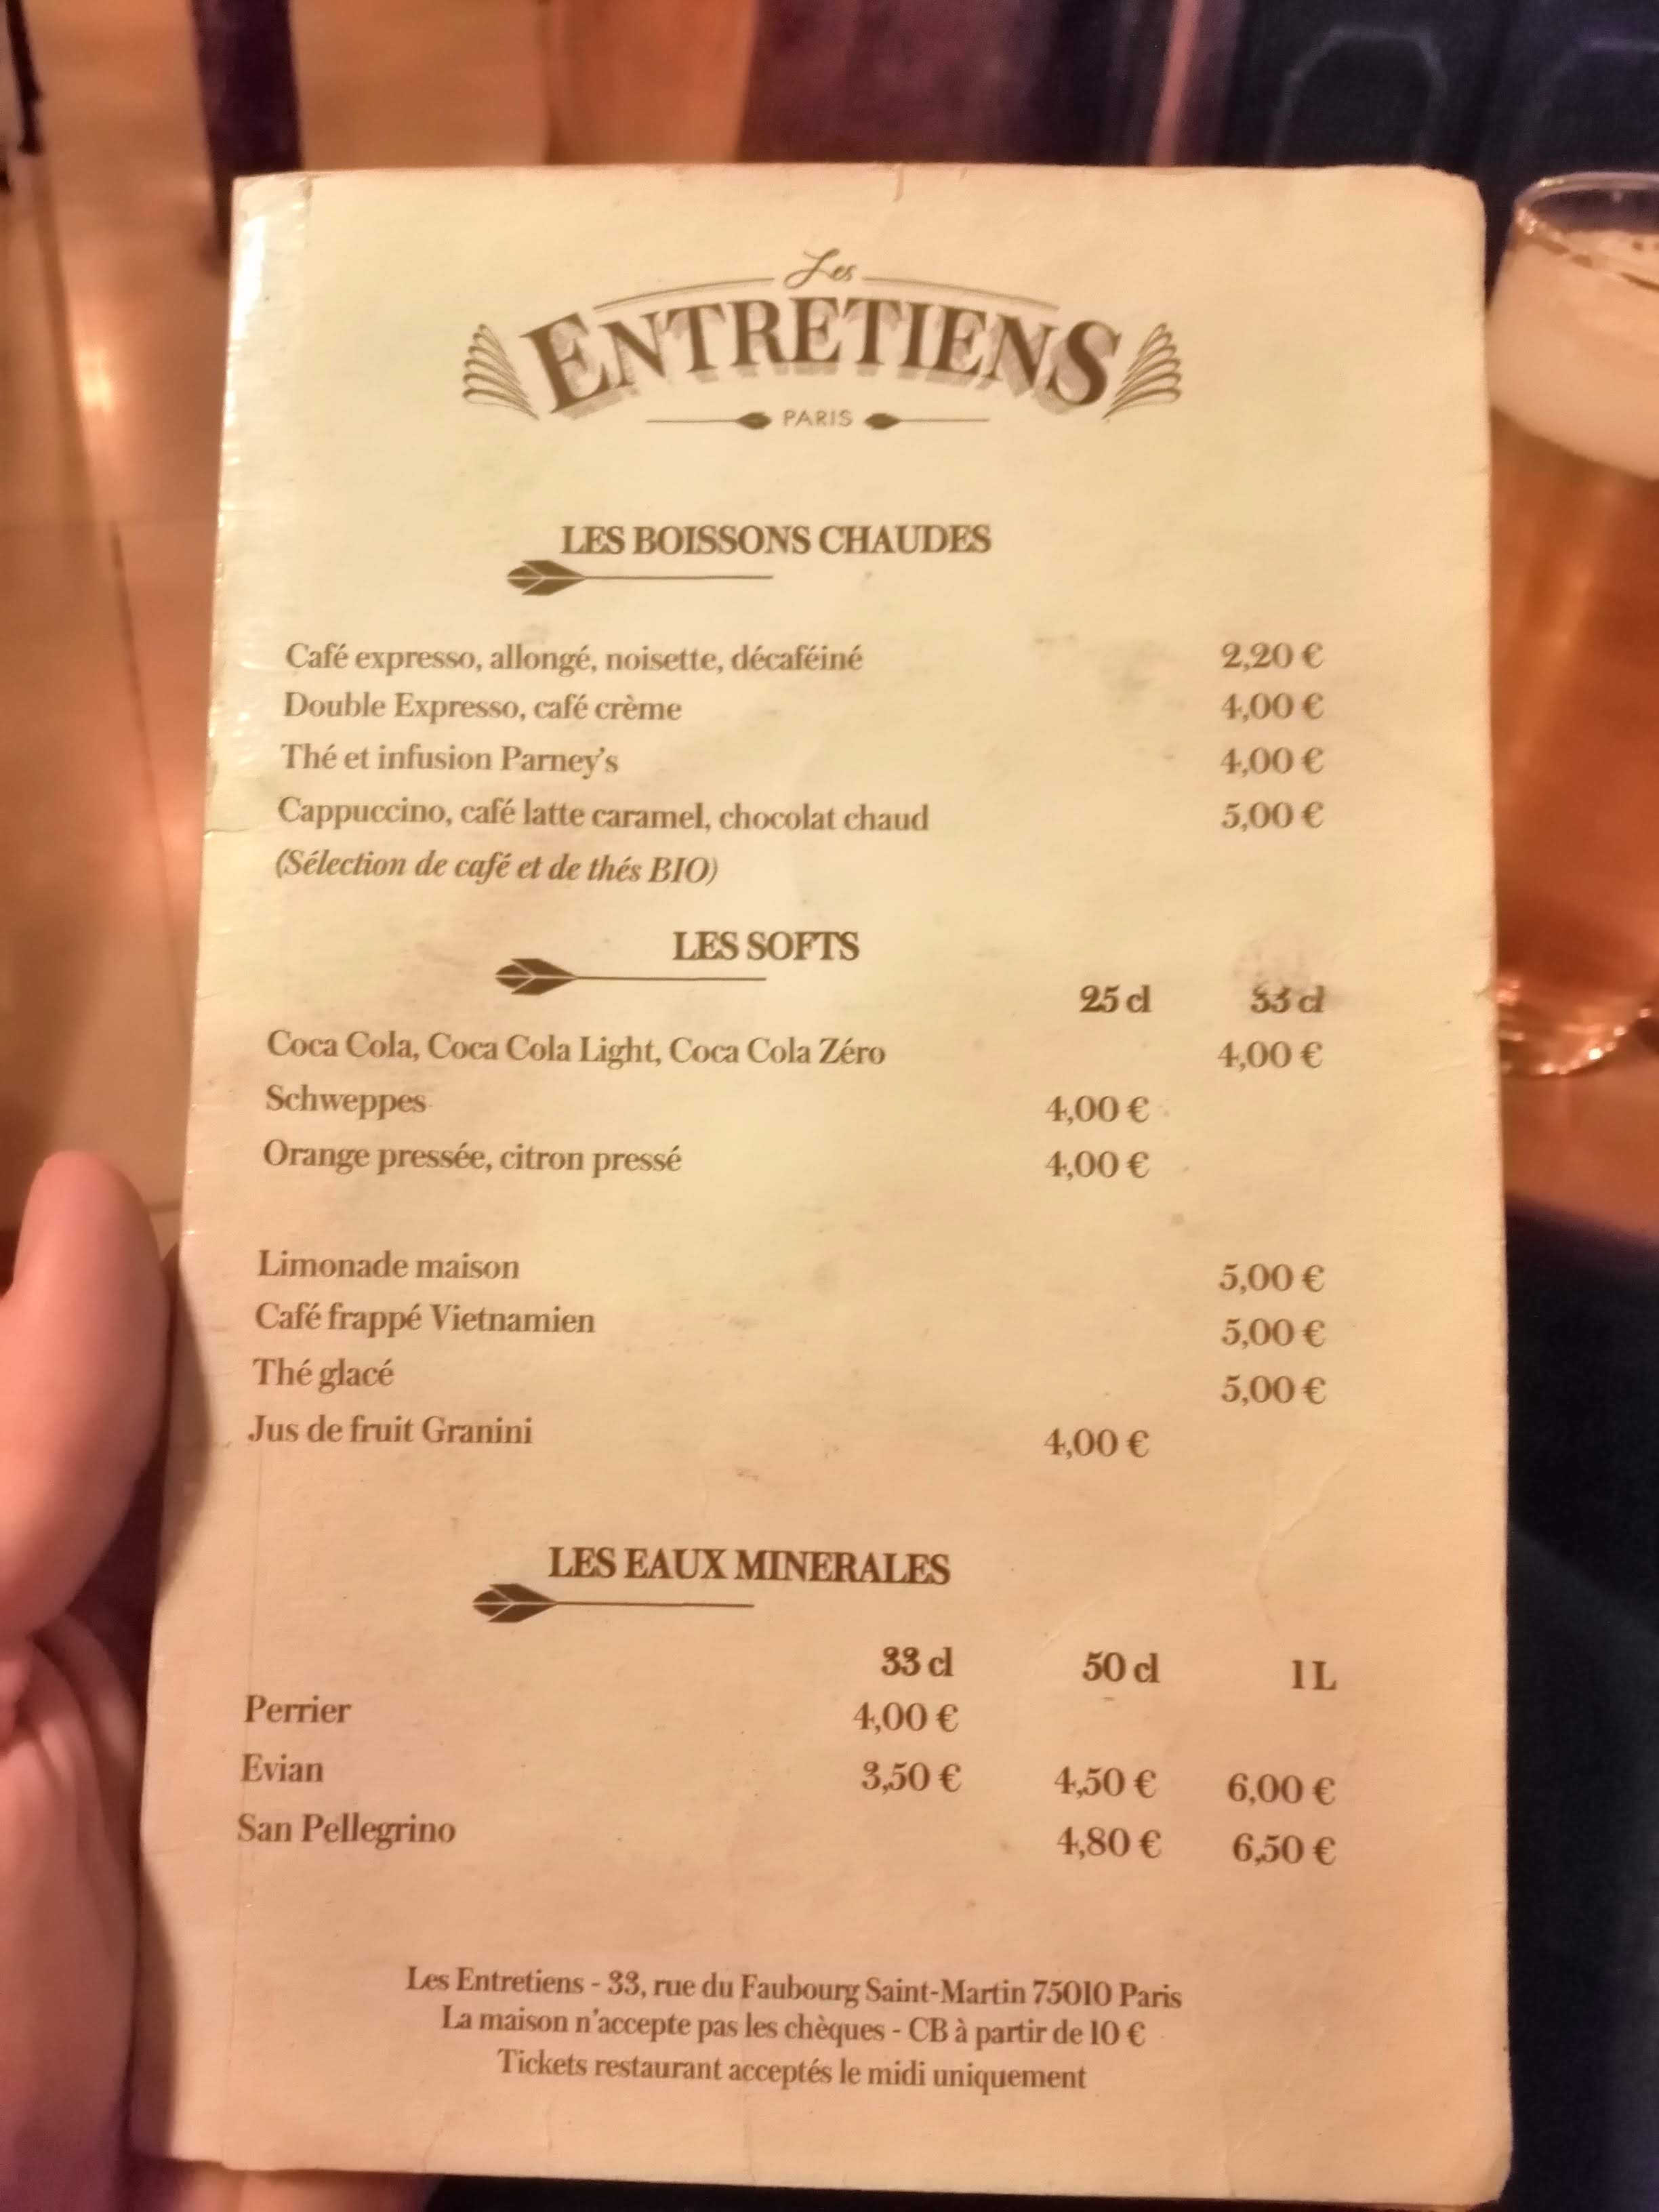 Les
ENTRETIENS
PARIS
LES BOISSONS CHAUDES
Café expresso, allongé, noisette, décaféiné 2,20 €
Double Expresso, café crème 4,00 €
Thé et infusion Parney's 4,00 €
Cappuccino, café latte caramel, chocolat chaud 5,00 €
(Sélection de café et de thés BIO)
LES SOFTS
25 cl 33 cl
Coca Cola, Coca Cola Light, Coca Cola Zéro 4,00 €
Schweppes 4,00 €
Orange pressée, citron pressé 4,00 €
Limonade maison 5,00 €
Café frappé Vietnamien 5,00 €
Thé glacé 5,00 €
Jus de fruit Granini 4,00 €
LES EAUX MINERALES
33 cl 50 cl 1 L
Perrier 4,00 €
Evian 3,50 € 4,50 € 6,00 €
San Pellegrino 4,80 € 6,50 €
Les Entretiens - 33, rue du Faubourg Saint-Martin 75010 Paris
La maison n'accepte pas les chèques - CB à partir de 10 €
Tickets restaurant acceptés le midi uniquement